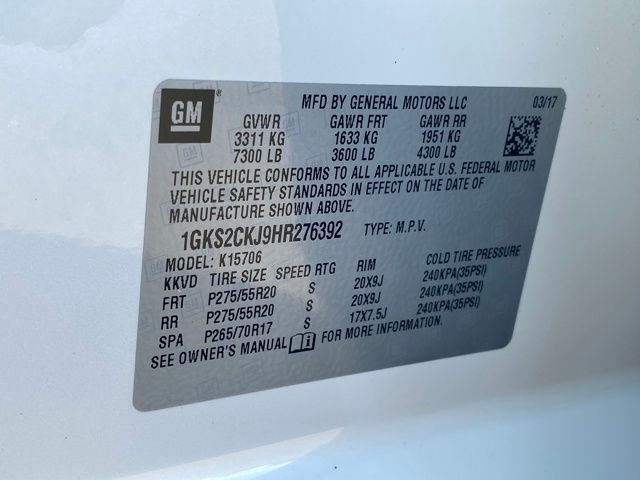 GM
MFD BY GENERAL MOTORS LLC 03/17
GVWR GAWR FRT GAWR RR
3311 KG 1633 KG 1951 KG
7300 LB 3600 LB 4300 LB
THIS VEHICLE CONFORMS TO ALL APPLICABLE U.S. FEDERAL MOTOR
VEHICLE SAFETY STANDARDS IN EFFECT ON THE DATE OF
MANUFACTURE SHOWN ABOVE.
1GKS2CKJ9HR276392 TYPE: M.P.V.
MODEL: K15706
KKVD TIRE SIZE SPEED RTG RIM COLD TIRE PRESSURE
FRT P275/55R20 S 20X9J 240KPA(35PSI)
RR P275/55R20 S 20X9J 240KPA(35PSI)
SPA P265/70R17 S 17X7.5J 240KPA(35PSI)
SEE OWNER'S MANUAL FOR MORE INFORMATION.